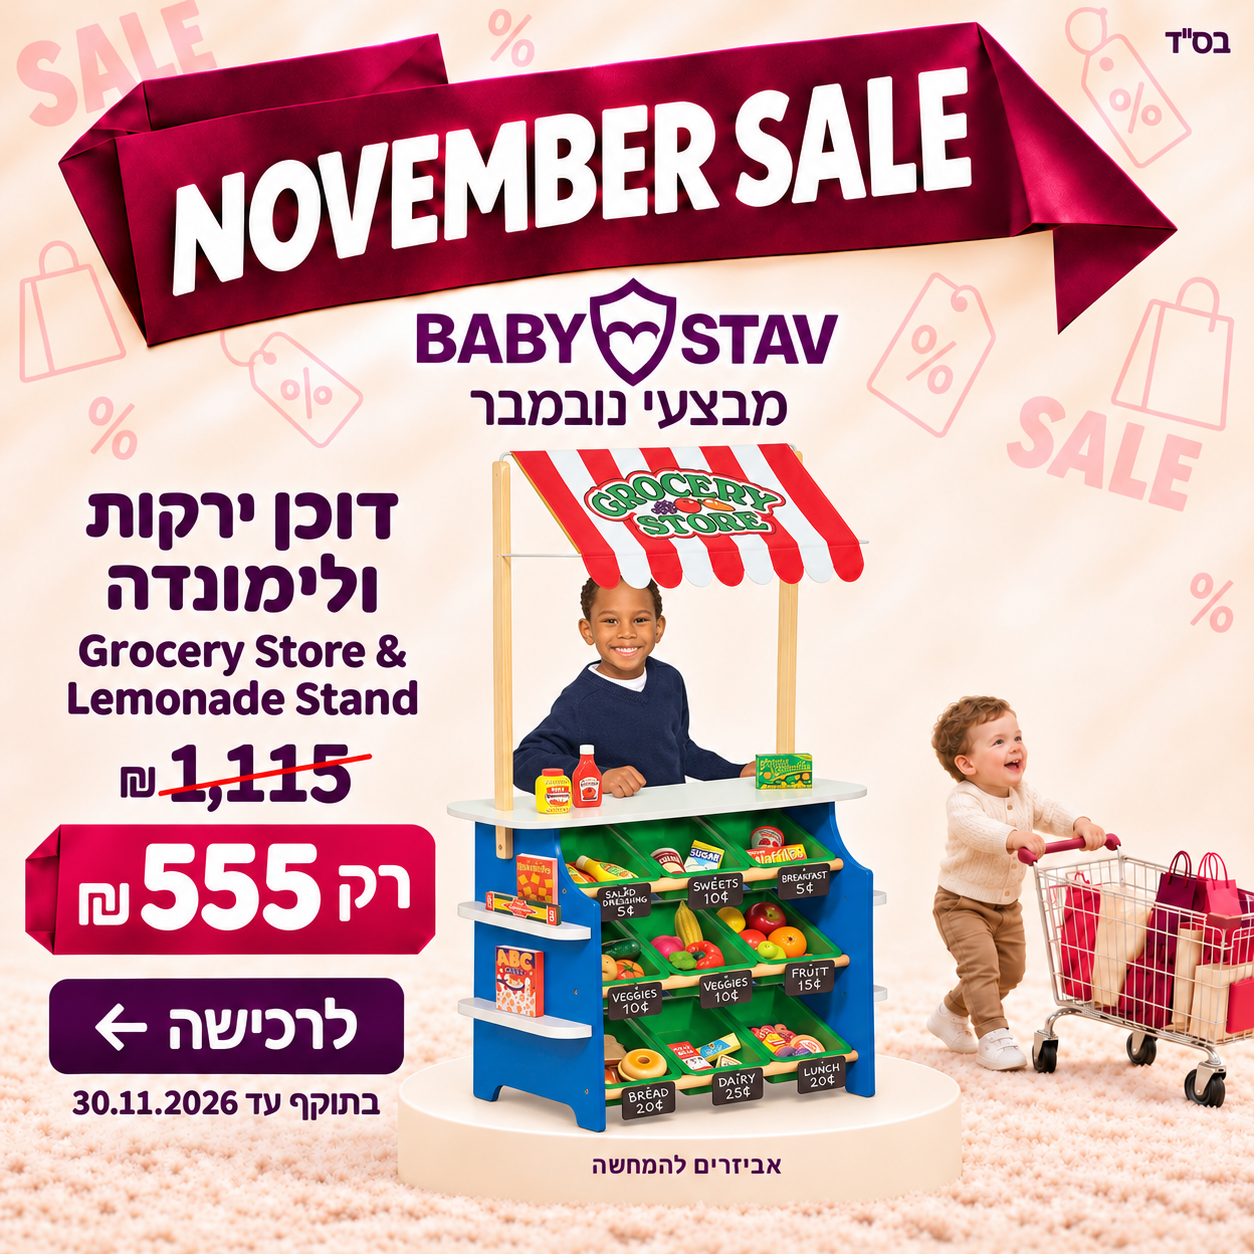 בס"ד
SALE
NOVEMBER SALE
BABY STAV
מבצעי נובמבר
SALE
דוכן ירקות
ולימונדה
Grocery Store &
Lemonade Stand
1,115 ₪
רק 555 ₪
לרכישה ←
בתוקף עד 30.11.2026
GROCERY
STORE
SUGAR
SALAD
DRESSING
5¢
SWEETS
10¢
BREAKFAST
5¢
ABC
VEGGIES
10¢
VEGGIES
10¢
FRUIT
15¢
BREAD
20¢
DAIRY
25¢
LUNCH
20¢
אביזרים להמחשה